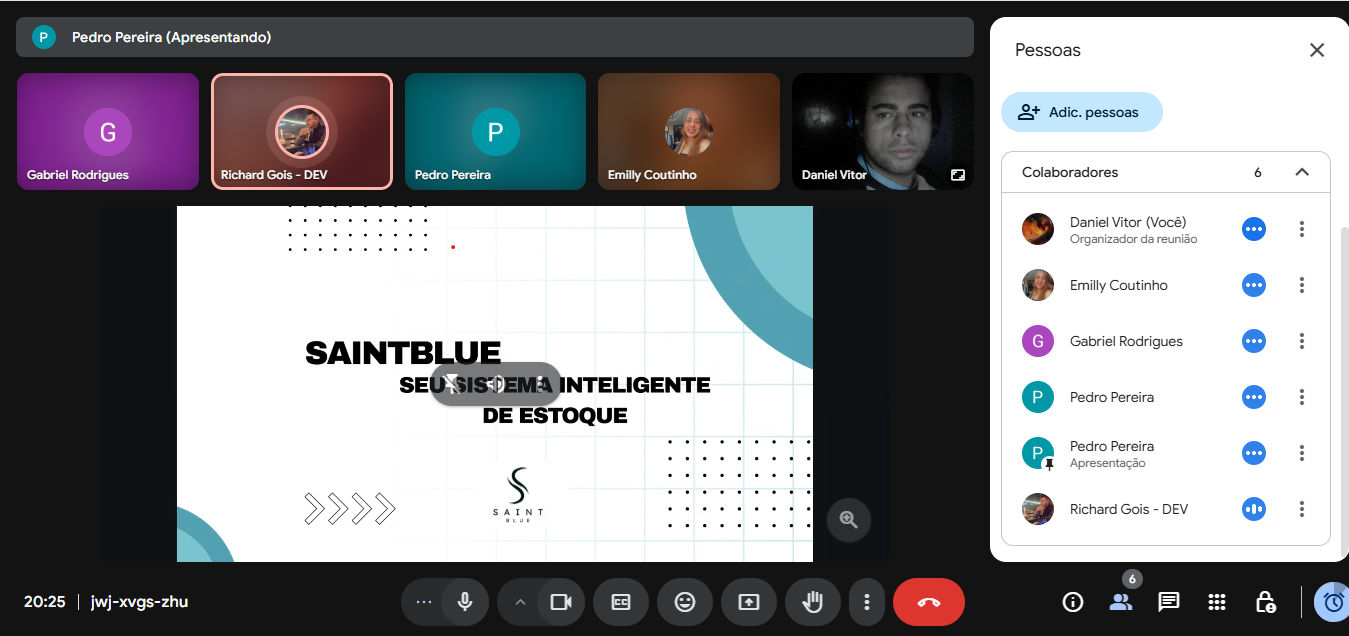 P
Pedro Pereira (Apresentando)
G
Gabriel Rodrigues
Richard Gois - DEV
P
Pedro Pereira
Emilly Coutinho
Daniel Vitor
SAINTBLUE
SEU SISTEMA INTELIGENTE
DE ESTOQUE
SAINT
BLUE
20:25
jwj-xvgs-zhu
Pessoas
Adic. pessoas
Colaboradores
6
Daniel Vitor (Você)
Organizador da reunião
Emilly Coutinho
G
Gabriel Rodrigues
P
Pedro Pereira
P
Pedro Pereira
Apresentação
Richard Gois - DEV
6